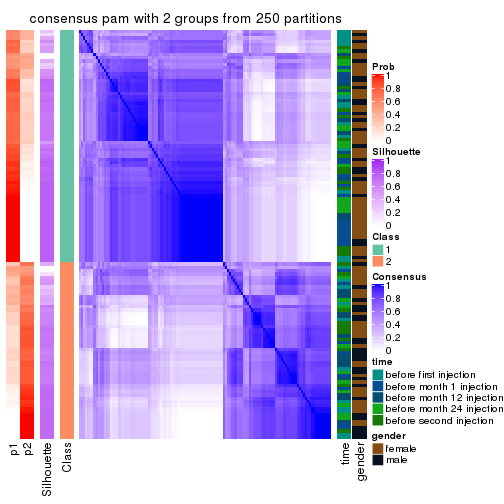 consensus pam with 2 groups from 250 partitions
Prob
1
0.8
0.6
0.4
0.2
0
Silhouette
1
0.8
0.6
0.4
0.2
0
Class
1
2
Consensus
1
0.8
0.6
0.4
0.2
0
time
before first injection
before month 1 injection
before month 12 injection
before month 24 injection
before second injection
gender
female
male
p1
p2
Silhouette
Class
time
gender